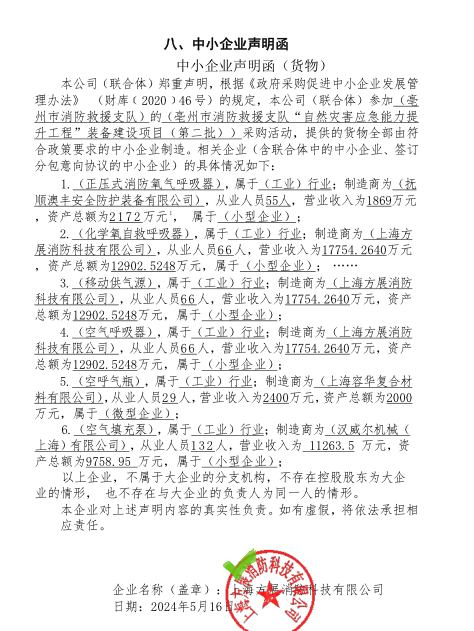 八、中小企业声明函
中小企业声明函（货物）
本公司（联合体）郑重声明，根据《政府采购促进中小企业发展管
理办法》（财库﹝2020﹞46号）的规定，本公司（联合体）参加（亳
州市消防救援支队）的（亳州市消防救援支队“自然灾害应急能力提
升工程”装备建设项目（第二批））采购活动，提供的货物全部由符
合政策要求的中小企业制造。相关企业（含联合体中的中小企业、签订
分包意向协议的中小企业）的具体情况如下：
1.（正压式消防氧气呼吸器），属于（工业）行业；制造商为（抚
顺澳丰安全防护装备有限公司），从业人员55人，营业收入为1869万元
，资产总额为2172万元¹， 属于（小型企业）；
2.（化学氧自救呼吸器），属于（工业）行业；制造商为（上海方
展消防科技有限公司），从业人员66人，营业收入为17754.2640万元
，资产总额为12902.5248万元，属于（小型企业）； ……
3.（移动供气源），属于（工业）行业；制造商为（上海方展消防
科技有限公司），从业人员66人，营业收入为17754.2640万元，资产
总额为12902.5248万元，属于（小型企业）；
4.（空气呼吸器），属于（工业）行业；制造商为（上海方展消防
科技有限公司），从业人员66人，营业收入为17754.2640万元，资产
总额为12902.5248万元，属于（小型企业）；
5.（空呼气瓶），属于（工业）行业；制造商为（上海容华复合材
料有限公司），从业人员29人，营业收入为2400万元，资产总额为2000
万元，属于（微型企业）；
6.（空气填充泵），属于（工业）行业；制造商为（汉威尔机械（
上海）有限公司），从业人员132人，营业收入为 11263.5 万元，资
产总额为9758.95 万元，属于（小型企业）；
以上企业，不属于大企业的分支机构，不存在控股股东为大企
业的情形， 也不存在与大企业的负责人为同一人的情形。
本企业对上述声明内容的真实性负责。如有虚假，将依法承担相
应责任。
企业名称（盖章）：上海方展消防科技有限公司
日期：2024年5月16日